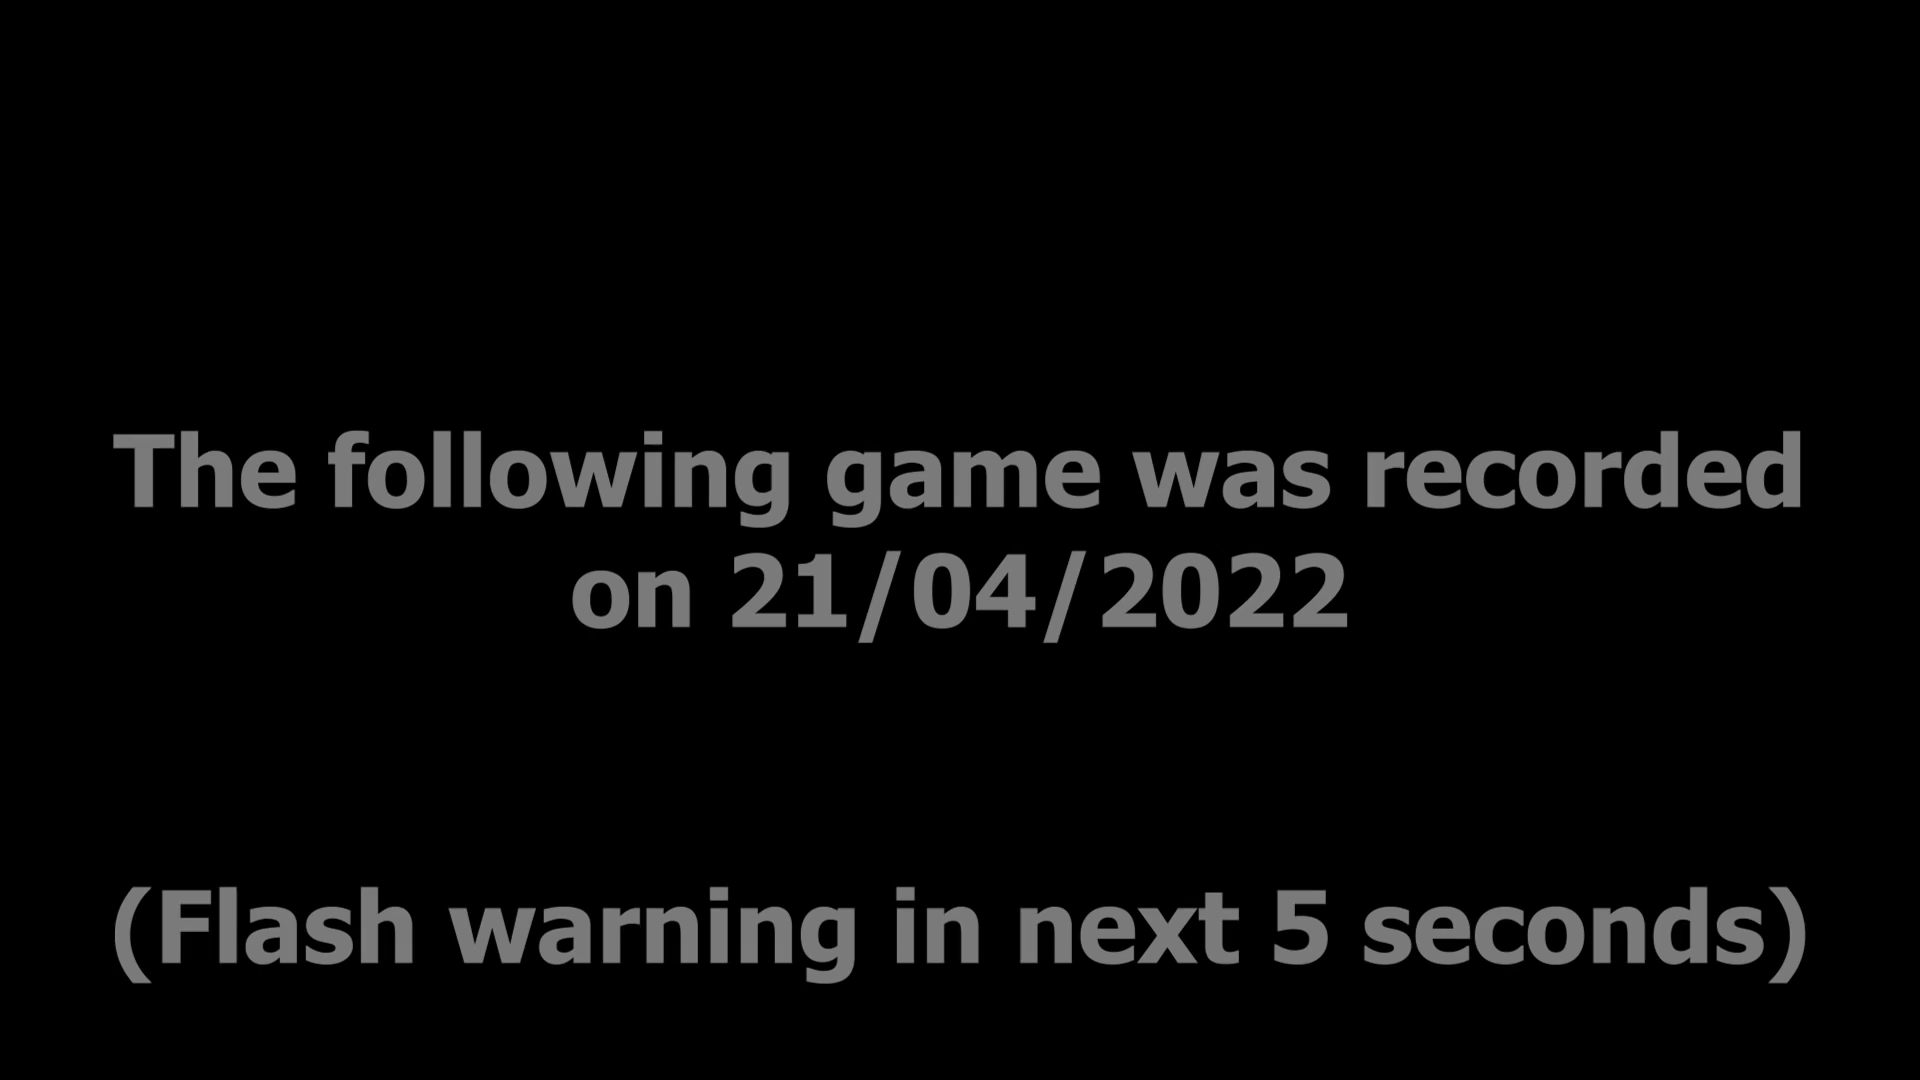 The following game was recorded
on 21/04/2022
(Flash warning in next 5 seconds)